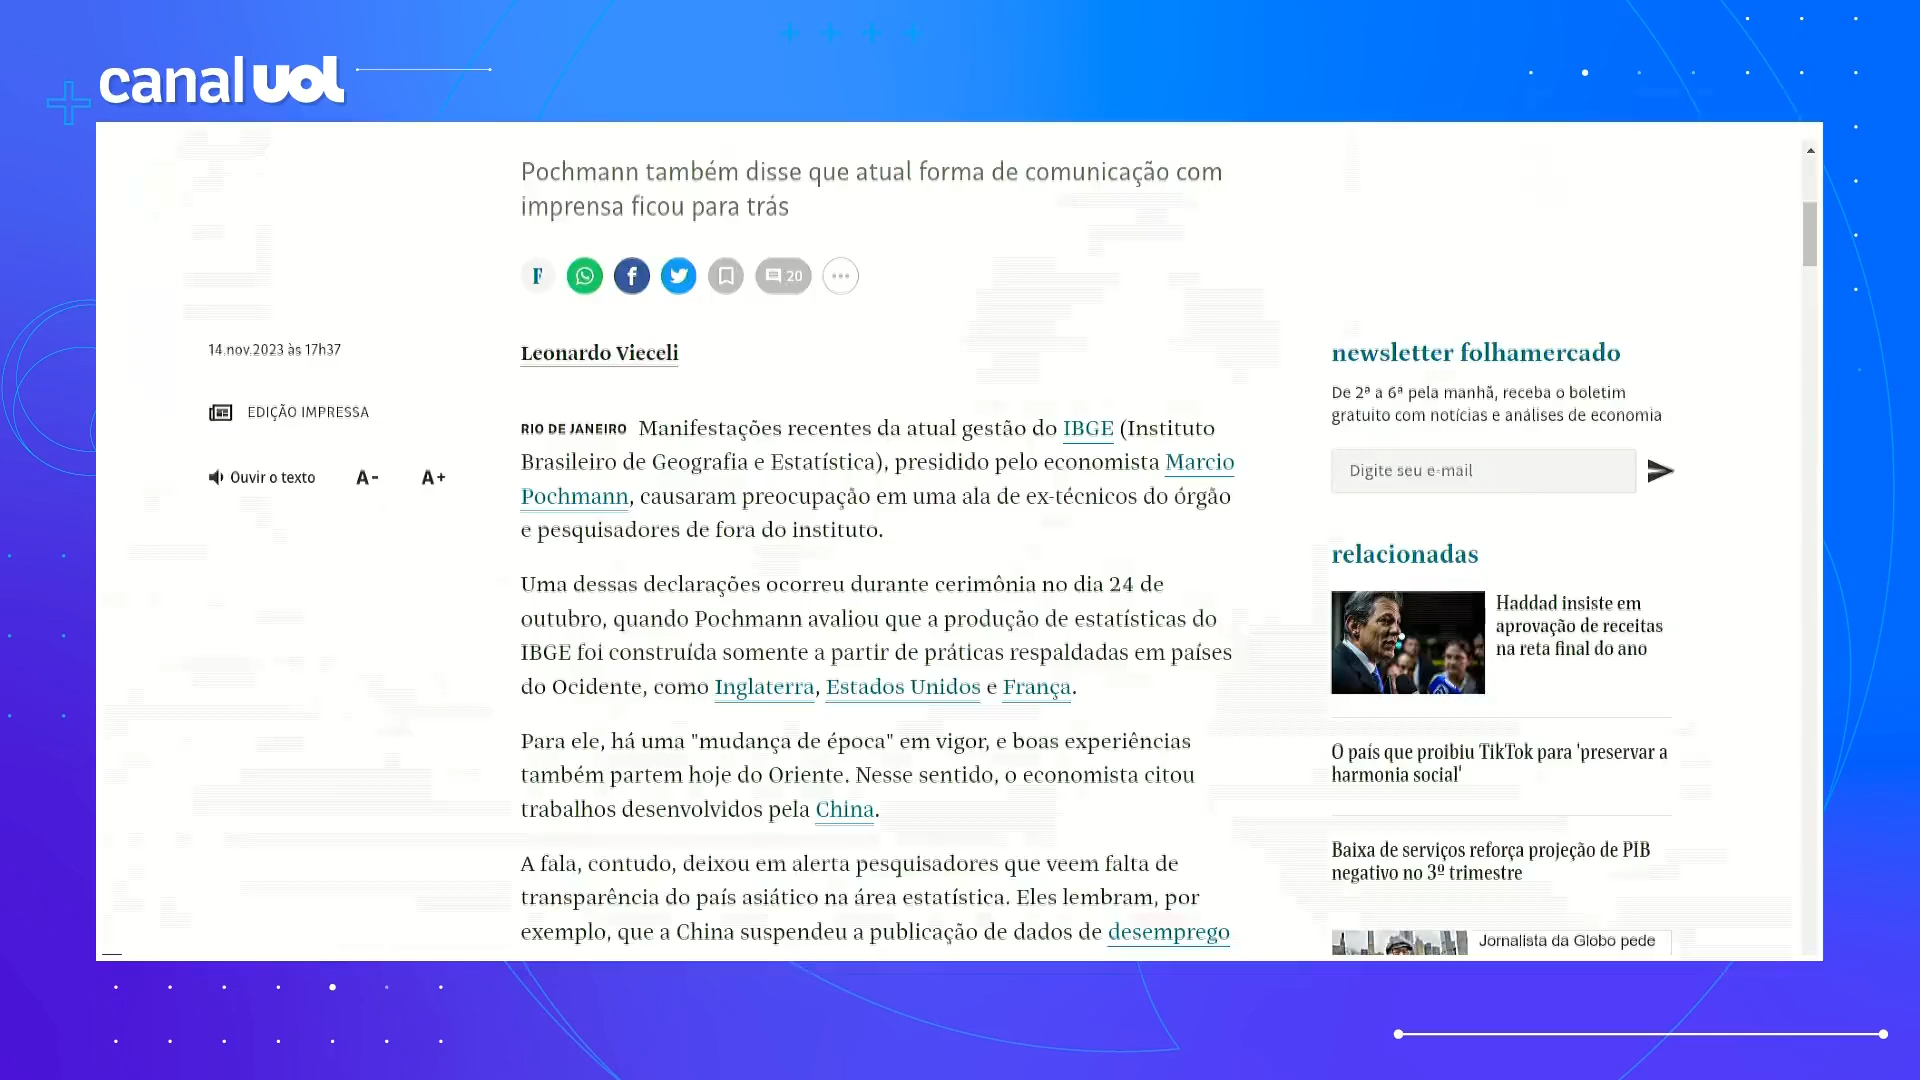 canal uol
Pochmann também disse que atual forma de comunicação com
imprensa ficou para trás
F
f
20
14.nov.2023 às 17h37
EDIÇÃO IMPRESSA
Ouvir o texto A- A+
Leonardo Vieceli
RIO DE JANEIRO Manifestações recentes da atual gestão do IBGE (Instituto
Brasileiro de Geografia e Estatística), presidido pelo economista Marcio
Pochmann, causaram preocupação em uma ala de ex-técnicos do órgão
e pesquisadores de fora do instituto.
Uma dessas declarações ocorreu durante cerimônia no dia 24 de
outubro, quando Pochmann avaliou que a produção de estatísticas do
IBGE foi construída somente a partir de práticas respaldadas em países
do Ocidente, como Inglaterra, Estados Unidos e França.
Para ele, há uma "mudança de época" em vigor, e boas experiências
também partem hoje do Oriente. Nesse sentido, o economista citou
trabalhos desenvolvidos pela China.
A fala, contudo, deixou em alerta pesquisadores que veem falta de
transparência do país asiático na área estatística. Eles lembram, por
exemplo, que a China suspendeu a publicação de dados de desemprego
newsletter folhamercado
De 2ª a 6ª pela manhã, receba o boletim
gratuito com notícias e análises de economia
Digite seu e-mail
relacionadas
Haddad insiste em
aprovação de receitas
na reta final do ano
O país que proibiu TikTok para 'preservar a
harmonia social'
Baixa de serviços reforça projeção de PIB
negativo no 3º trimestre
Jornalista da Globo pede